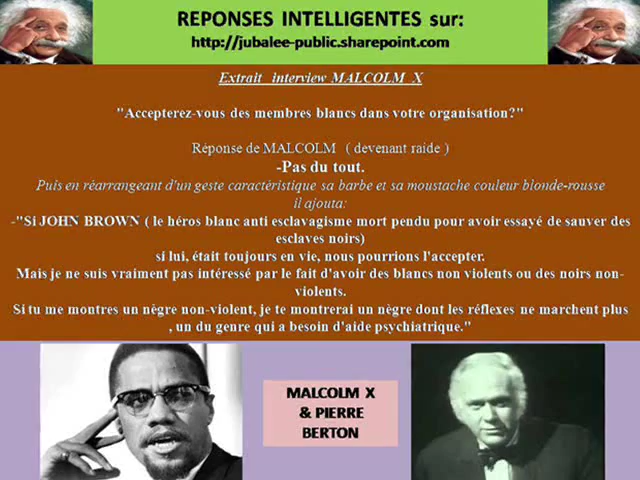 REPONSES INTELLIGENTES sur:
http://jubalee-public.sharepoint.com
Extrait interview MALCOLM X
"Accepterez-vous des membres blancs dans votre organisation?"
Réponse de MALCOLM ( devenant raide )
-Pas du tout.
Puis en réarrangeant d'un geste caractéristique sa barbe et sa moustache couleur blonde-rousse
il ajouta:
-"Si JOHN BROWN ( le héros blanc anti esclavagisme mort pendu pour avoir essayé de sauver des
esclaves noirs)
si lui, était toujours en vie, nous pourrions l'accepter.
Mais je ne suis vraiment pas intéressé par le fait d'avoir des blancs non violents ou des noirs non-
violents.
Si tu me montres un nègre non-violent, je te montrerai un nègre dont les réflexes ne marchent plus
, un du genre qui a besoin d'aide psychiatrique."
MALCOLM X
& PIERRE
BERTON